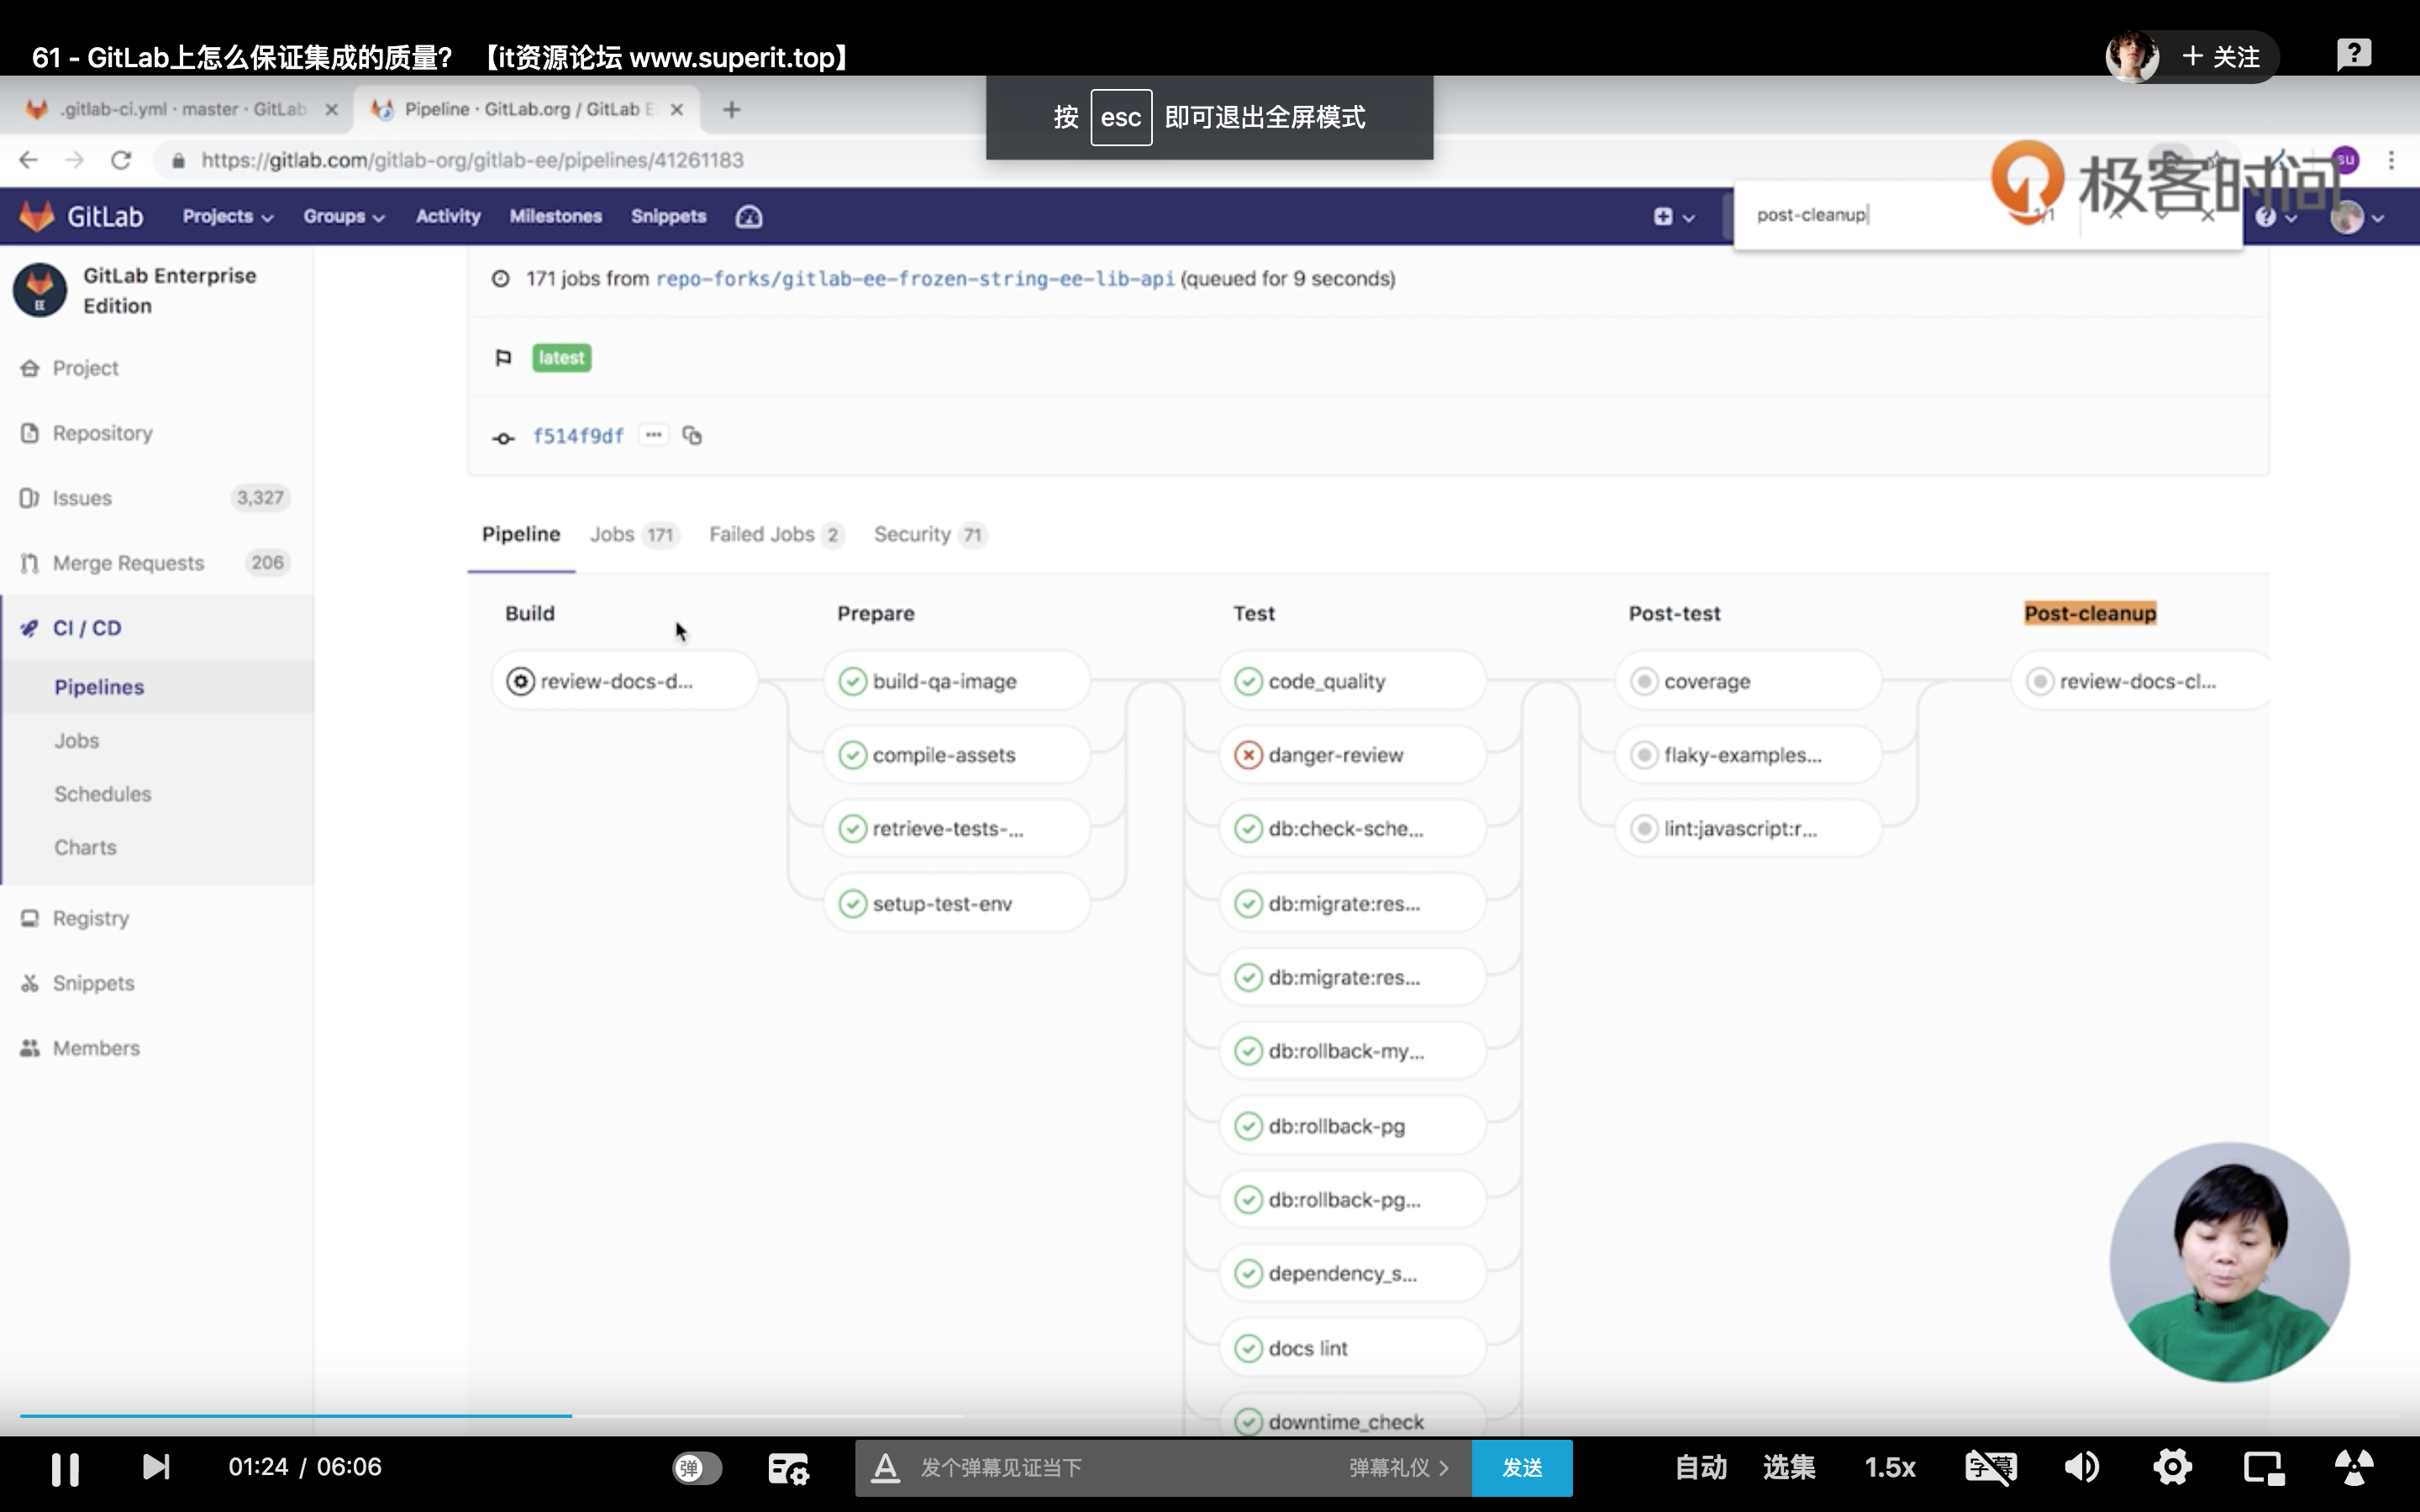 61 - GitLab上怎么保证集成的质量? 【it资源论坛 www.superit.top】
+ 关注
.gitlab-ci.yml · master · GitLab
Pipeline · GitLab.org / GitLab E
按 esc 即可退出全屏模式
https://gitlab.com/gitlab-org/gitlab-ee/pipelines/41261183
su
极客时间
GitLab
Projects
Groups
Activity
Milestones
Snippets
post-cleanup
1/1
GitLab Enterprise
Edition
EE
171 jobs from repo-forks/gitlab-ee-frozen-string-ee-lib-api (queued for 9 seconds)
latest
f514f9df
Project
Repository
Issues 3,327
Merge Requests 206
CI / CD
Pipelines
Jobs
Schedules
Charts
Registry
Snippets
Members
Pipeline Jobs 171 Failed Jobs 2 Security 71
Build Prepare Test Post-test Post-cleanup
review-docs-d... build-qa-image code_quality coverage review-docs-cl...
compile-assets danger-review flaky-examples...
retrieve-tests-... db:check-sche... lint:javascript:r...
setup-test-env db:migrate:res...
db:migrate:res...
db:rollback-my...
db:rollback-pg
db:rollback-pg...
dependency_s...
docs lint
downtime_check
01:24 / 06:06
弹
发个弹幕见证当下
弹幕礼仪
发送
自动
选集
1.5x
字幕